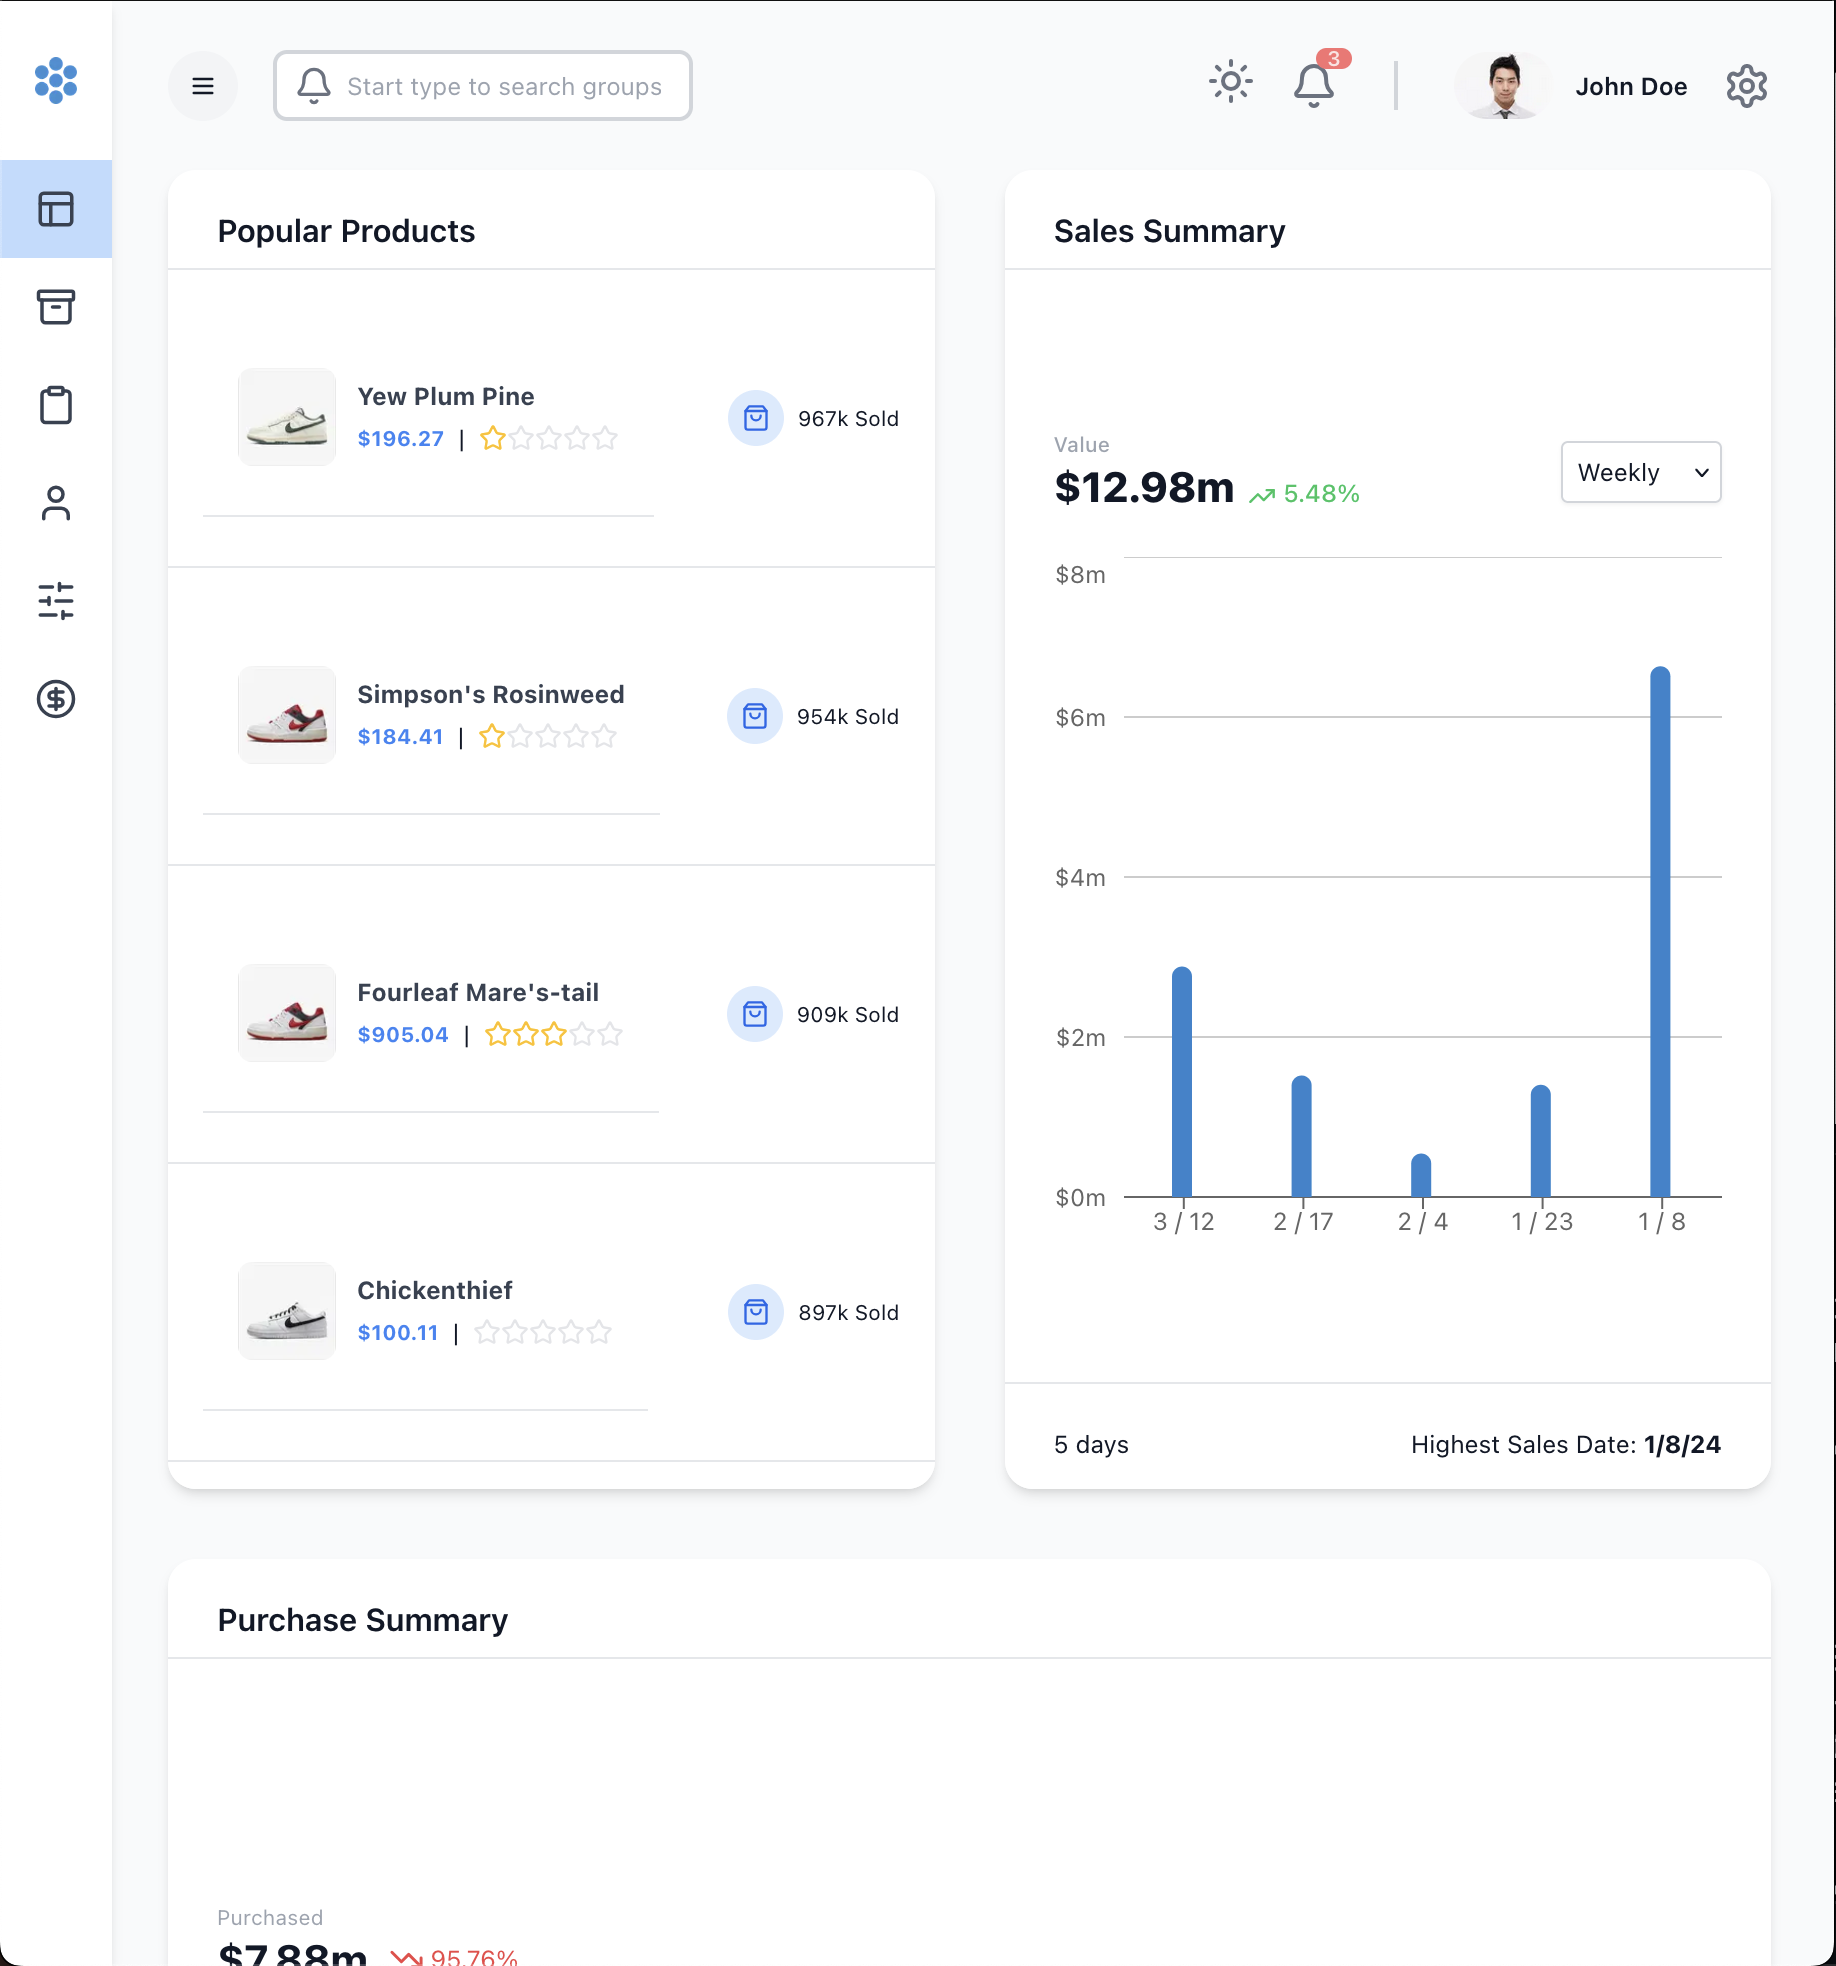 Start type to search groups
3
John Doe
Popular Products
Yew Plum Pine
$196.27 |
967k Sold
Simpson's Rosinweed
$184.41 |
954k Sold
Fourleaf Mare's-tail
$905.04 |
909k Sold
Chickenthief
$100.11 |
897k Sold
Sales Summary
Value
$12.98m 5.48%
Weekly
$8m
$6m
$4m
$2m
$0m
3 / 12 2 / 17 2 / 4 1 / 23 1 / 8
5 days
Highest Sales Date: 1/8/24
Purchase Summary
Purchased
$7.88m 95.76%